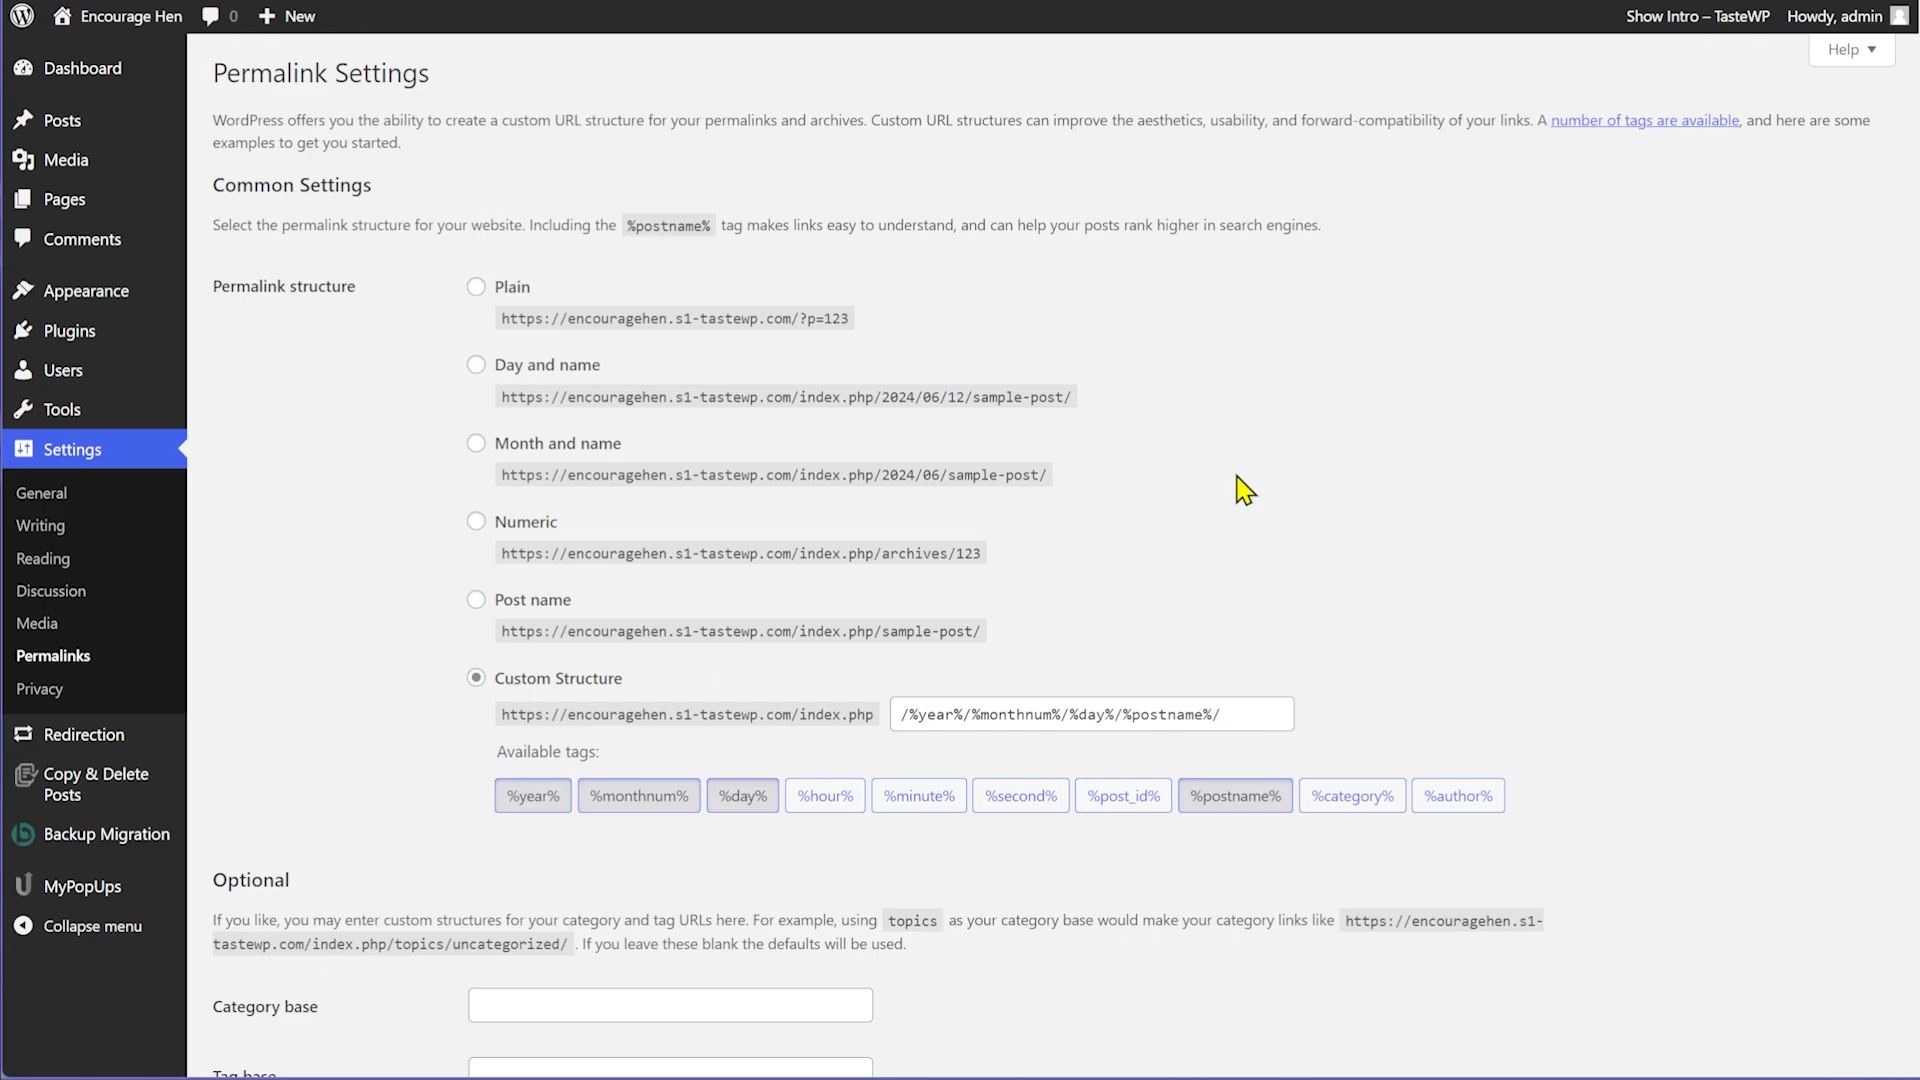 Encourage Hen
0
New
Show Intro – TasteWP
Howdy, admin
Help
Dashboard
Posts
Media
Pages
Comments
Appearance
Plugins
Users
Tools
Settings
General
Writing
Reading
Discussion
Media
Permalinks
Privacy
Redirection
Copy & Delete
Posts
Backup Migration
MyPopUps
Collapse menu
Permalink Settings
WordPress offers you the ability to create a custom URL structure for your permalinks and archives. Custom URL structures can improve the aesthetics, usability, and forward-compatibility of your links. A number of tags are available, and here are some
examples to get you started.
Common Settings
Select the permalink structure for your website. Including the %postname% tag makes links easy to understand, and can help your posts rank higher in search engines.
Permalink structure
Plain
https://encouragehen.s1-tastewp.com/?p=123
Day and name
https://encouragehen.s1-tastewp.com/index.php/2024/06/12/sample-post/
Month and name
https://encouragehen.s1-tastewp.com/index.php/2024/06/sample-post/
Numeric
https://encouragehen.s1-tastewp.com/index.php/archives/123
Post name
https://encouragehen.s1-tastewp.com/index.php/sample-post/
Custom Structure
https://encouragehen.s1-tastewp.com/index.php /%year%/%monthnum%/%day%/%postname%/
Available tags:
%year% %monthnum% %day% %hour% %minute% %second% %post_id% %postname% %category% %author%
Optional
If you like, you may enter custom structures for your category and tag URLs here. For example, using topics as your category base would make your category links like https://encouragehen.s1-
tastewp.com/index.php/topics/uncategorized/ . If you leave these blank the defaults will be used.
Category base
Tag base